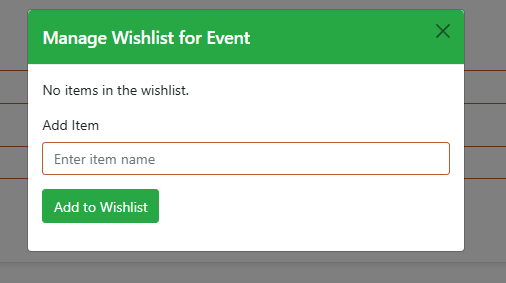 Manage Wishlist for Event
No items in the wishlist.
Add Item
Enter item name
Add to Wishlist